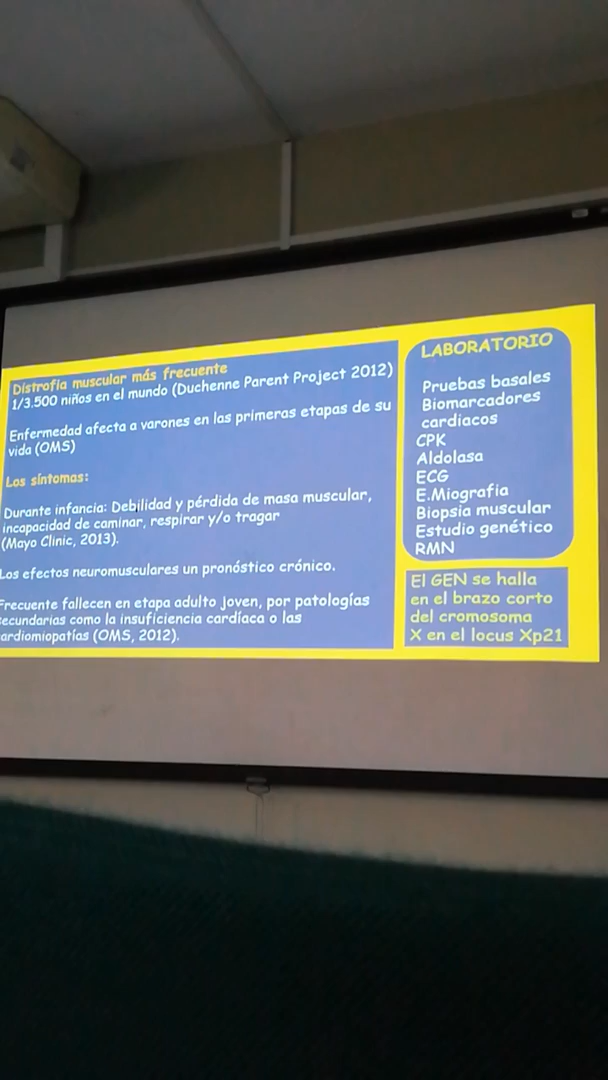 Distrofia muscular más frecuente
1/3.500 niños en el mundo (Duchenne Parent Project 2012)
Enfermedad afecta a varones en las primeras etapas de su
vida (OMS)
Los síntomas:
Durante infancia: Debilidad y pérdida de masa muscular,
incapacidad de caminar, respirar y/o tragar
(Mayo Clinic, 2013).
Los efectos neuromusculares un pronóstico crónico.
Frecuente fallecen en etapa adulto joven, por patologías
secundarias como la insuficiencia cardíaca o las
cardiomiopatías (OMS, 2012).
LABORATORIO
Pruebas basales
Biomarcadores
cardiacos
CPK
Aldolasa
ECG
E.Miografia
Biopsia muscular
Estudio genético
RMN
El GEN se halla
en el brazo corto
del cromosoma
X en el locus Xp21